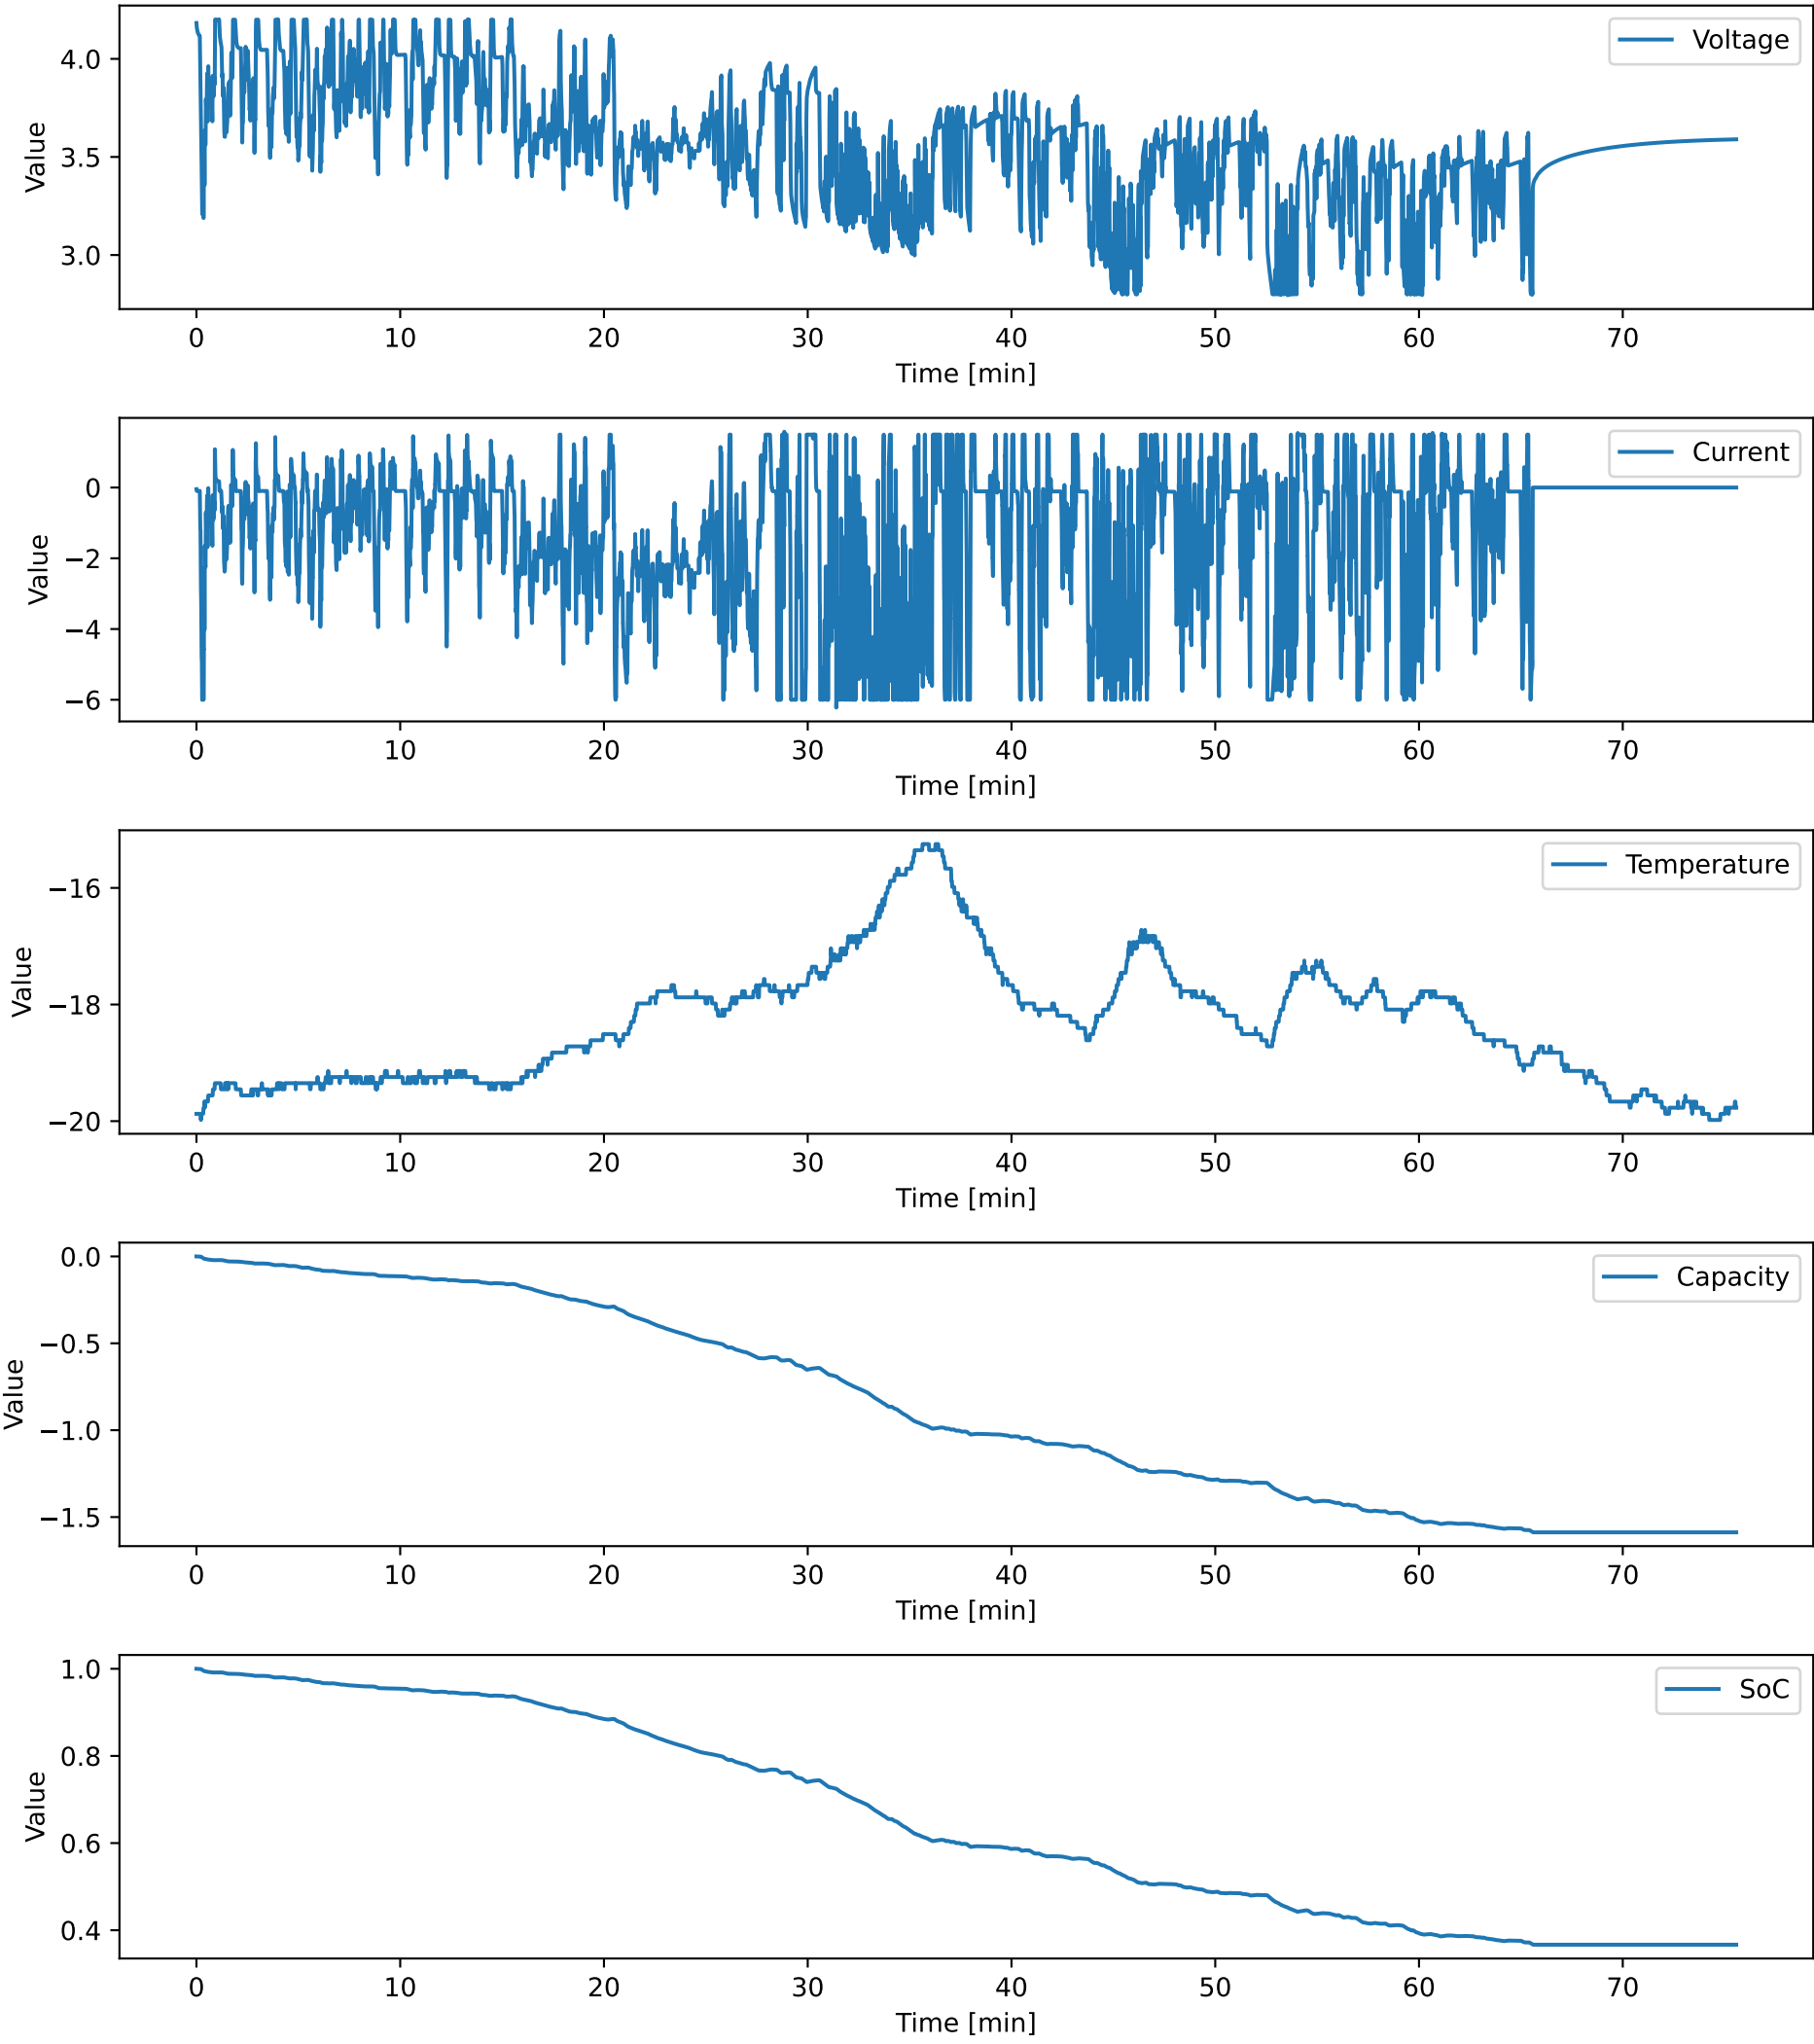 Voltage
4.0
3.5
3.0
Value
0 10 20 30 40 50 60 70
Time [min]
Current
0
−2
−4
−6
Value
0 10 20 30 40 50 60 70
Time [min]
Temperature
−16
−18
−20
Value
0 10 20 30 40 50 60 70
Time [min]
Capacity
0.0
−0.5
−1.0
−1.5
Value
0 10 20 30 40 50 60 70
Time [min]
SoC
1.0
0.8
0.6
0.4
Value
0 10 20 30 40 50 60 70
Time [min]